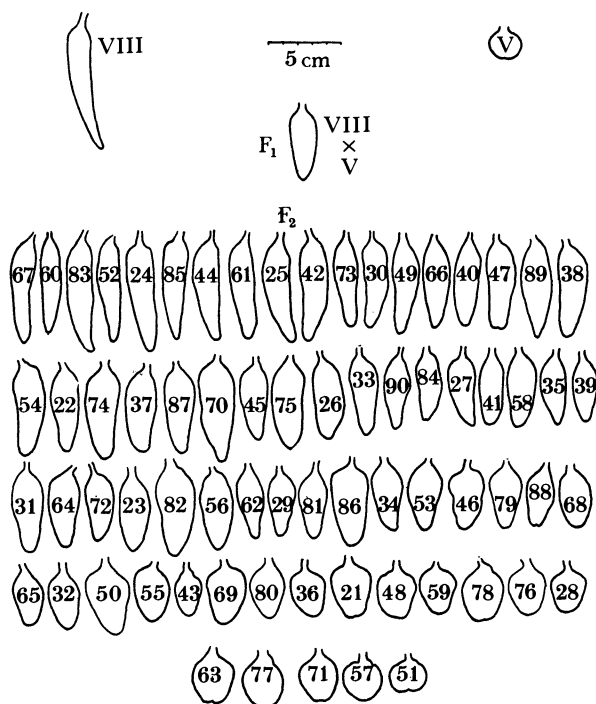 VIII
5 cm
V
F₁
VIII
×
V
F₂
67 60 83 52 24 85 44 61 25 42 73 30 49 66 40 47 89 38
54 22 74 37 87 70 45 75 26 33 90 84 27 41 58 35 39
31 64 72 23 82 56 62 29 81 86 34 53 46 79 88 68
65 32 50 55 43 69 80 36 21 48 59 78 76 28
63 77 71 57 51